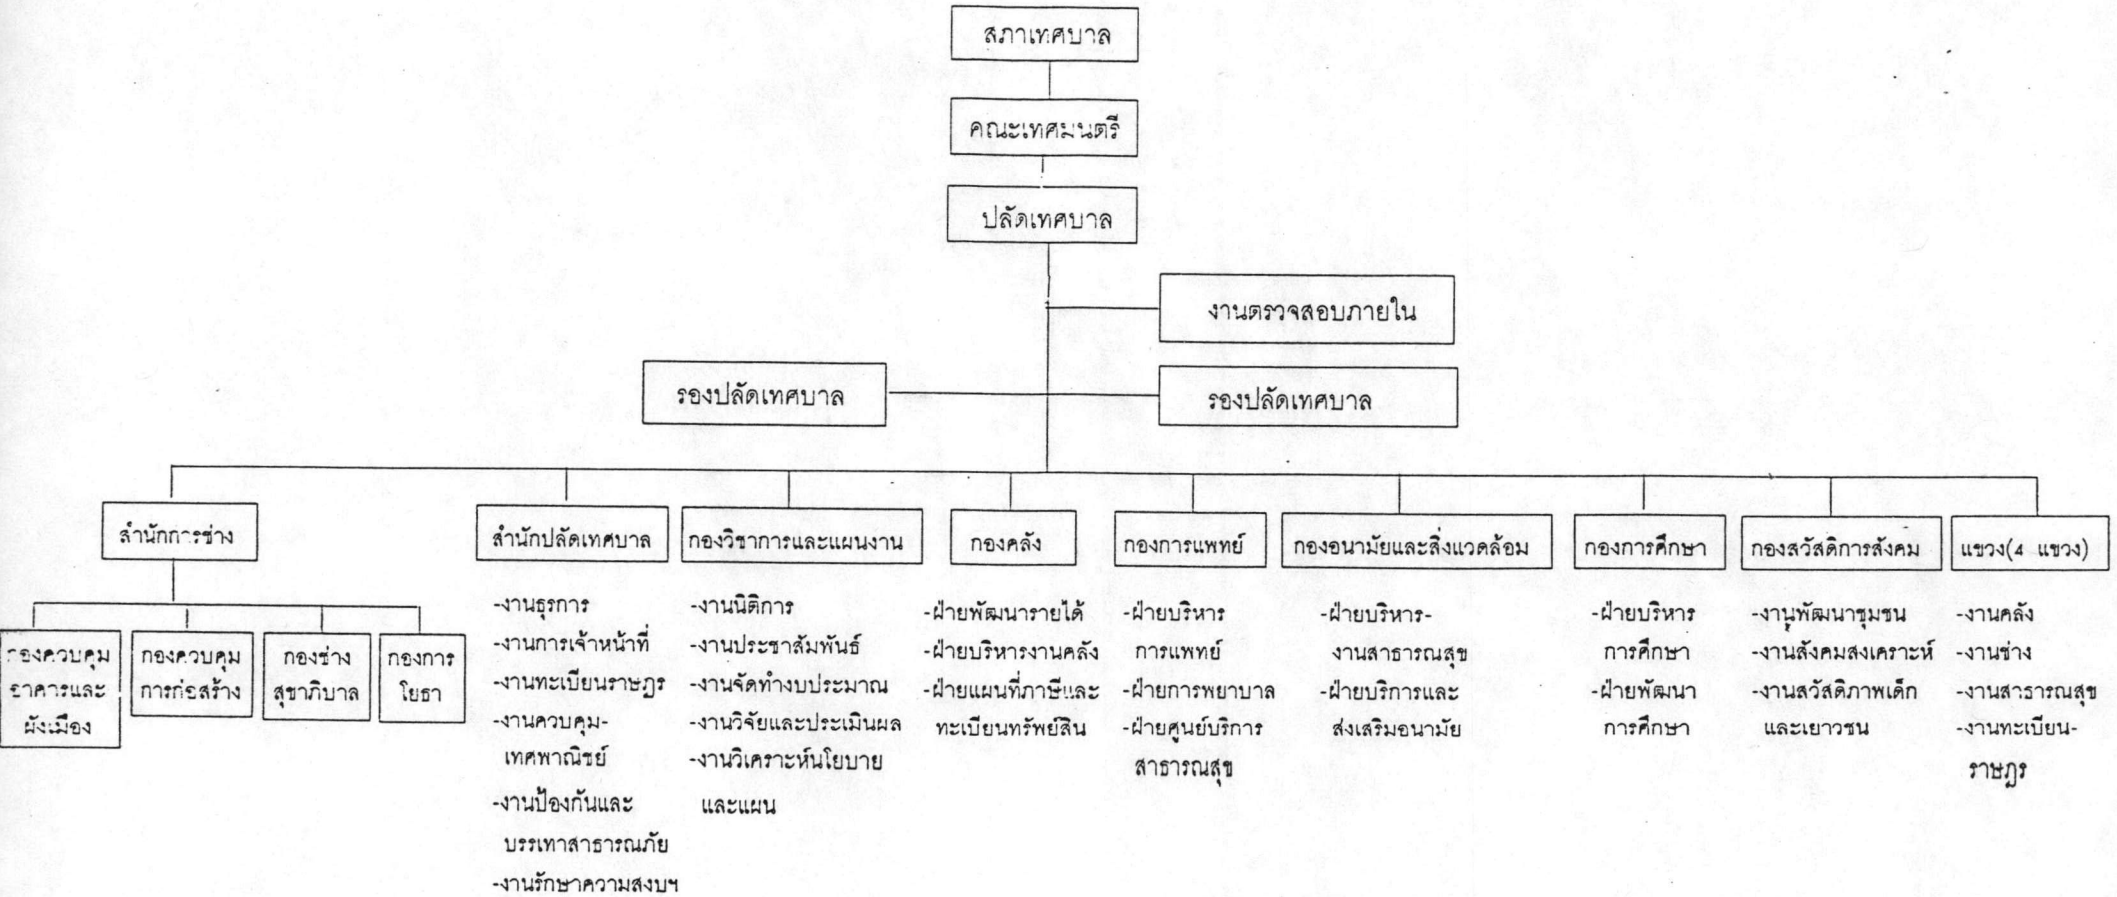 สภาเทศบาล
คณะเทศมนตรี
ปลัดเทศบาล
งานตรวจสอบภายใน
รองปลัดเทศบาล
รองปลัดเทศบาล
สำนักการช่าง
กองควบคุม
อาคารและ
ผังเมือง
กองควบคุม
การก่อสร้าง
กองช่าง
สุขาภิบาล
กองการ
โยธา
สำนักปลัดเทศบาล
-งานธุรการ
-งานการเจ้าหน้าที่
-งานทะเบียนราษฎร
-งานควบคุม-
เทศพาณิชย์
-งานป้องกันและ
บรรเทาสาธารณภัย
-งานรักษาความสงบฯ
กองวิชาการและแผนงาน
-งานนิติการ
-งานประชาสัมพันธ์
-งานจัดทำงบประมาณ
-งานวิจัยและประเมินผล
-งานวิเคราะห์นโยบาย
และแผน
กองคลัง
-ฝ่ายพัฒนารายได้
-ฝ่ายบริหารงานคลัง
-ฝ่ายแผนที่ภาษีและ
ทะเบียนทรัพย์สิน
กองการแพทย์
-ฝ่ายบริหาร
การแพทย์
-ฝ่ายการพยาบาล
-ฝ่ายศูนย์บริการ
สาธารณสุข
กองอนามัยและสิ่งแวดล้อม
-ฝ่ายบริหาร-
งานสาธารณสุข
-ฝ่ายบริการและ
ส่งเสริมอนามัย
กองการศึกษา
-ฝ่ายบริหาร
การศึกษา
-ฝ่ายพัฒนา
การศึกษา
กองสวัสดิการสังคม
-งานพัฒนาชุมชน
-งานสังคมสงเคราะห์
-งานสวัสดิภาพเด็ก
และเยาวชน
แขวง(4 แขวง)
-งานคลัง
-งานช่าง
-งานสาธารณสุข
-งานทะเบียน-
ราษฎร